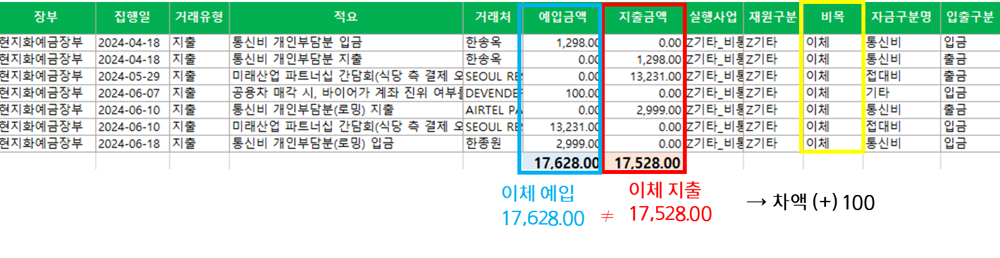 장부 집행일 거래유형 적요 거래처 예입금액 지출금액 실행사업 재원구분 비목 자금구분명 입출구분
현지화예금장부 2024-04-18 지출 통신비 개인부담분 입금 한송옥 1,298.00 0.00 Z기타_비통 Z기타 이체 통신비 입금
현지화예금장부 2024-04-18 지출 통신비 개인부담분 지출 한송옥 0.00 1,298.00 Z기타_비통 Z기타 이체 통신비 출금
현지화예금장부 2024-05-29 지출 미래산업 파트너십 간담회(식당 측 결제 오 SEOUL RES 0.00 13,231.00 Z기타_비통 Z기타 이체 접대비 출금
현지화예금장부 2024-06-07 지출 공용차 매각 시, 바이어가 계좌 진위 여부를 DEVENDER 100.00 0.00 Z기타_비통 Z기타 이체 기타 입금
현지화예금장부 2024-06-10 지출 통신비 개인부담분(로밍) 지출 AIRTEL PA 0.00 2,999.00 Z기타_비통 Z기타 이체 통신비 출금
현지화예금장부 2024-06-10 지출 미래산업 파트너십 간담회(식당 측 결제 오 SEOUL RES 13,231.00 0.00 Z기타_비통 Z기타 이체 접대비 입금
현지화예금장부 2024-06-18 지출 통신비 개인부담분(로밍) 입금 한종원 2,999.00 0.00 Z기타_비통 Z기타 이체 통신비 입금
17,628.00 17,528.00
이체 예입 이체 지출
17,628.00 ≠ 17,528.00 → 차액 (+) 100